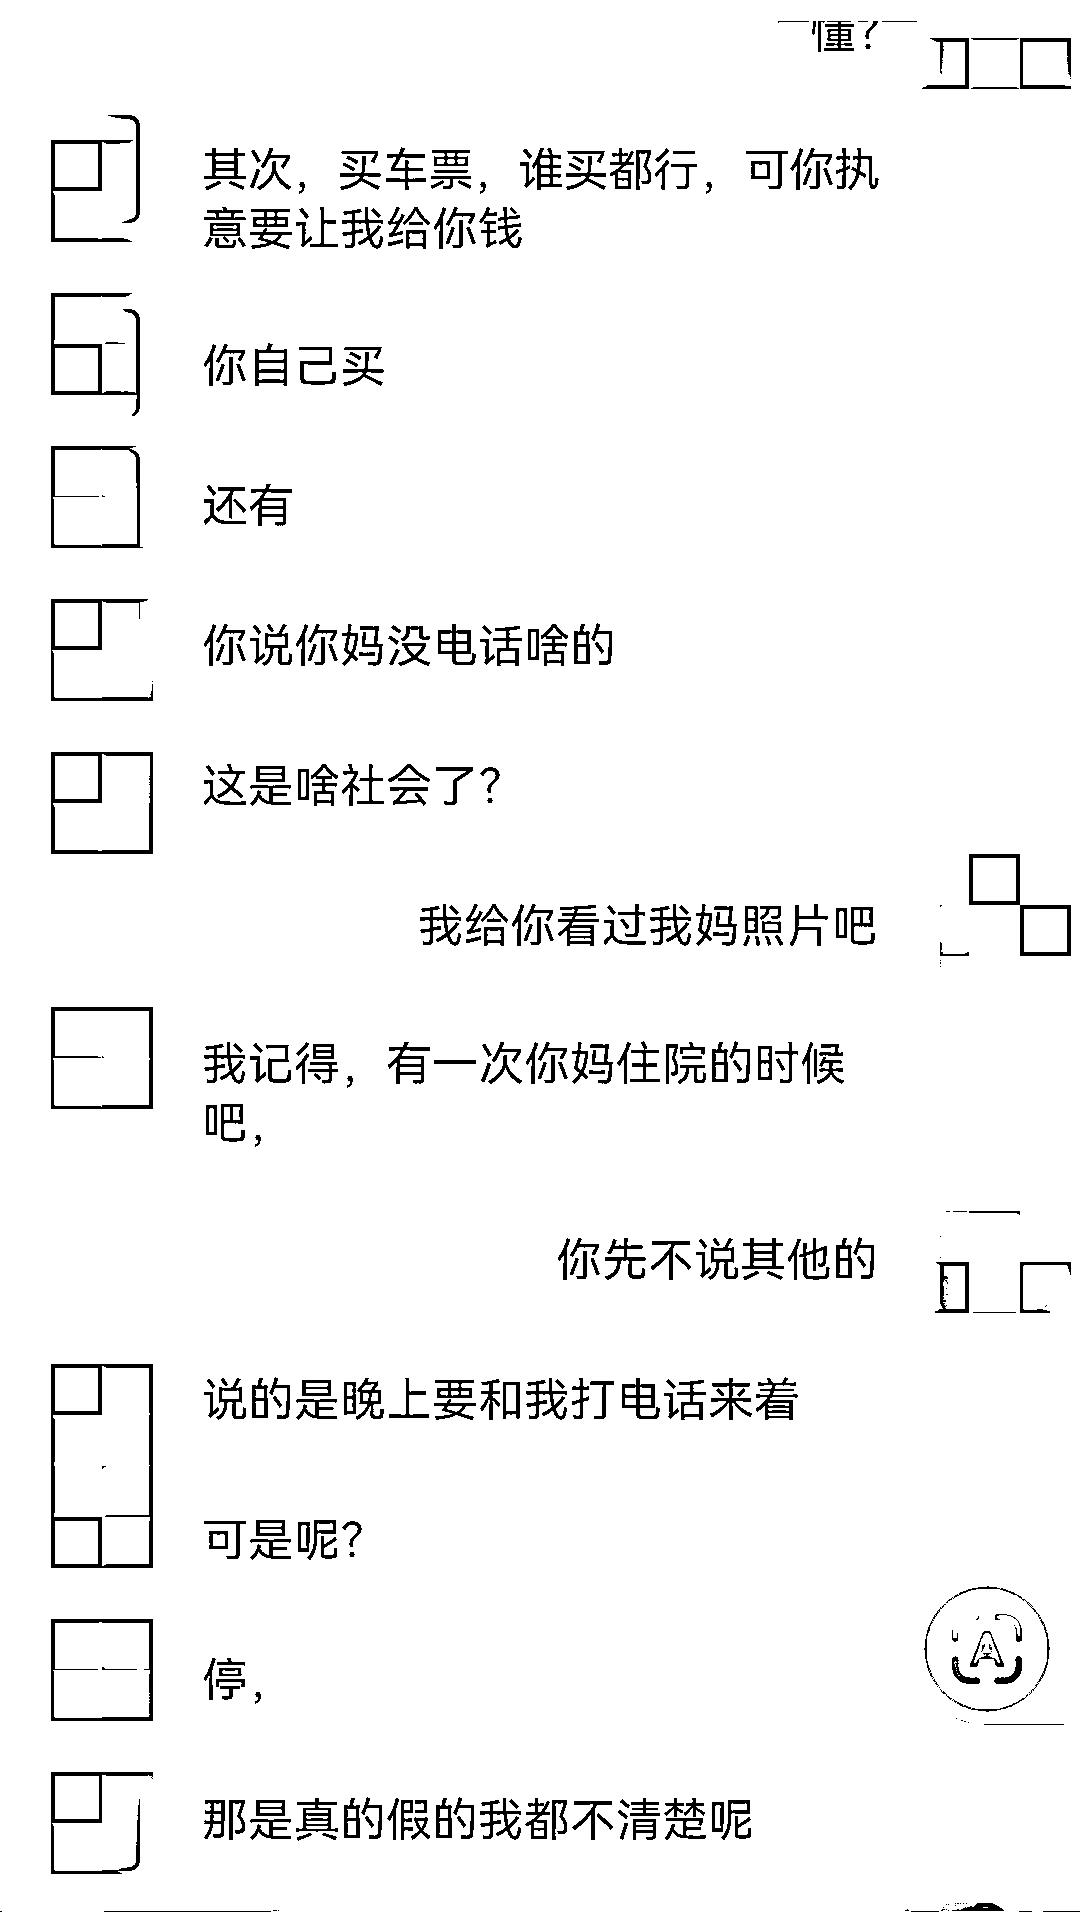 懂？
其次，买车票，谁买都行，可你执
意要让我给你钱
你自己买
还有
你说你妈没电话啥的
这是啥社会了？
我给你看过我妈照片吧
我记得，有一次你妈住院的时候
吧，
你先不说其他的
说的是晚上要和我打电话来着
可是呢？
停，
那是真的假的我都不清楚呢